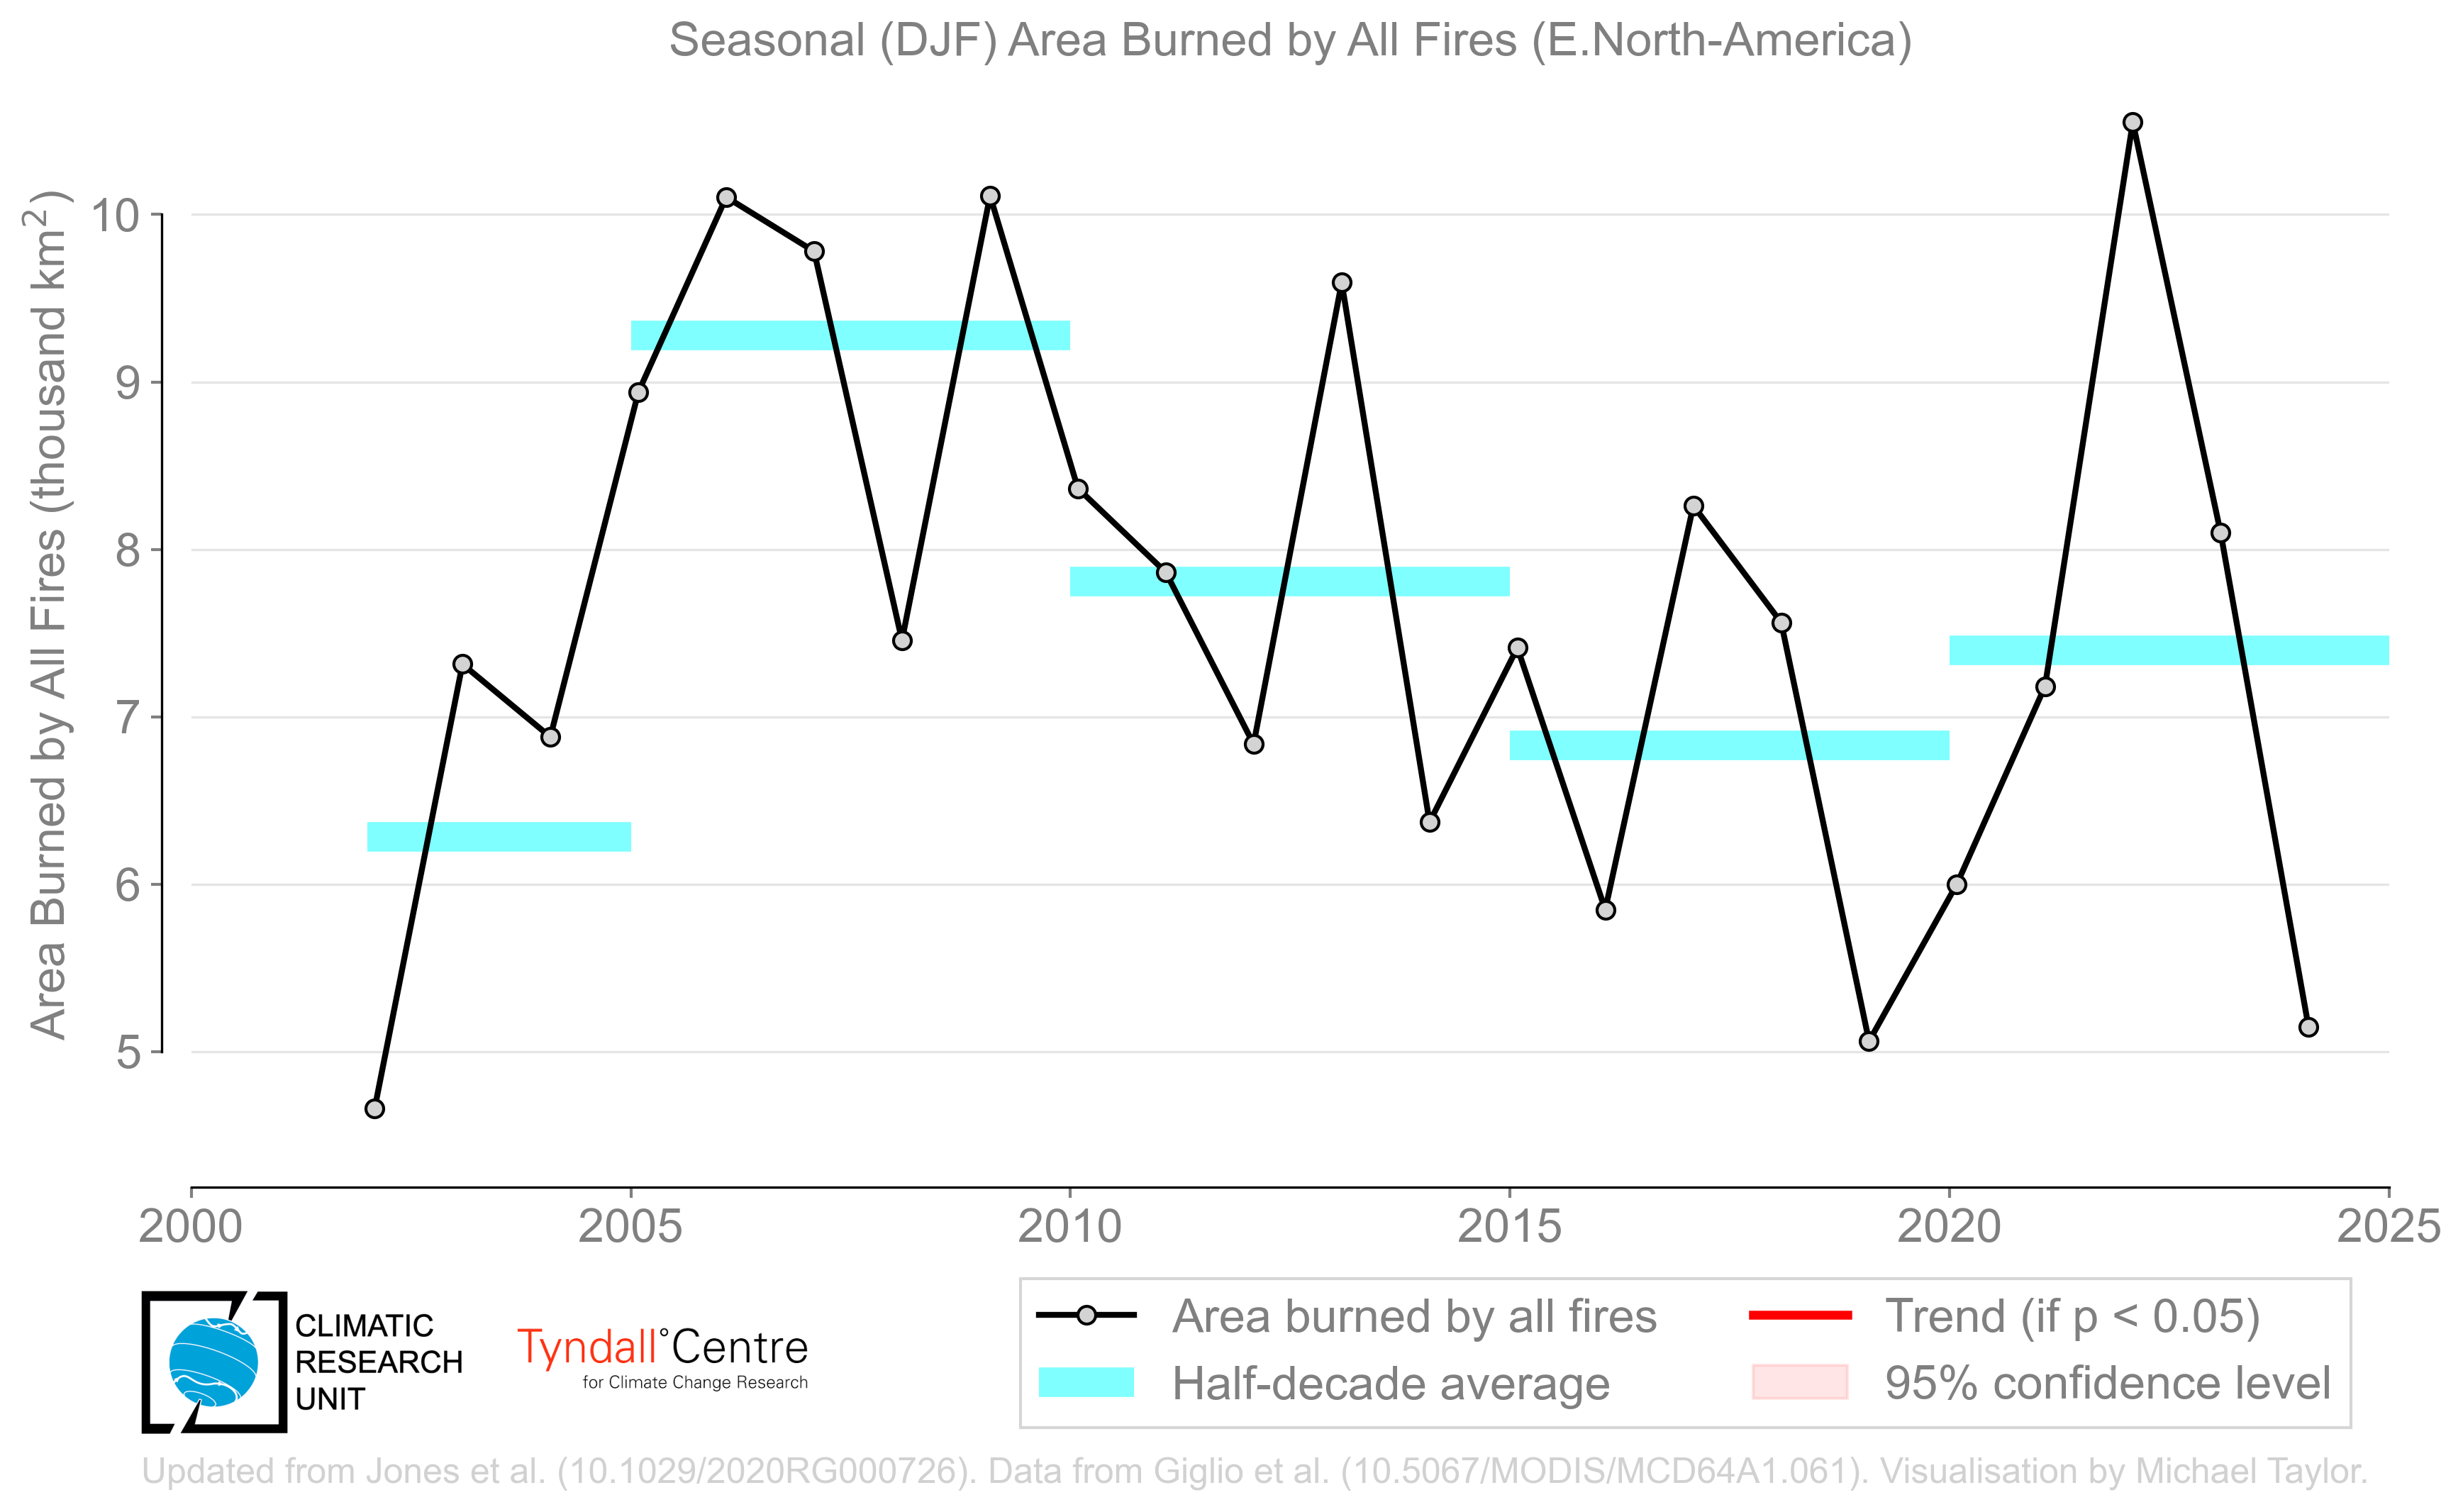 Seasonal (DJF) Area Burned by All Fires (E.North-America)
Area Burned by All Fires (thousand km²)
10
9
8
7
6
5
2000 2005 2010 2015 2020 2025
CLIMATIC
RESEARCH
UNIT
Tyndall°Centre
for Climate Change Research
Area burned by all fires
Half-decade average
Trend (if p < 0.05)
95% confidence level
Updated from Jones et al. (10.1029/2020RG000726). Data from Giglio et al. (10.5067/MODIS/MCD64A1.061). Visualisation by Michael Taylor.